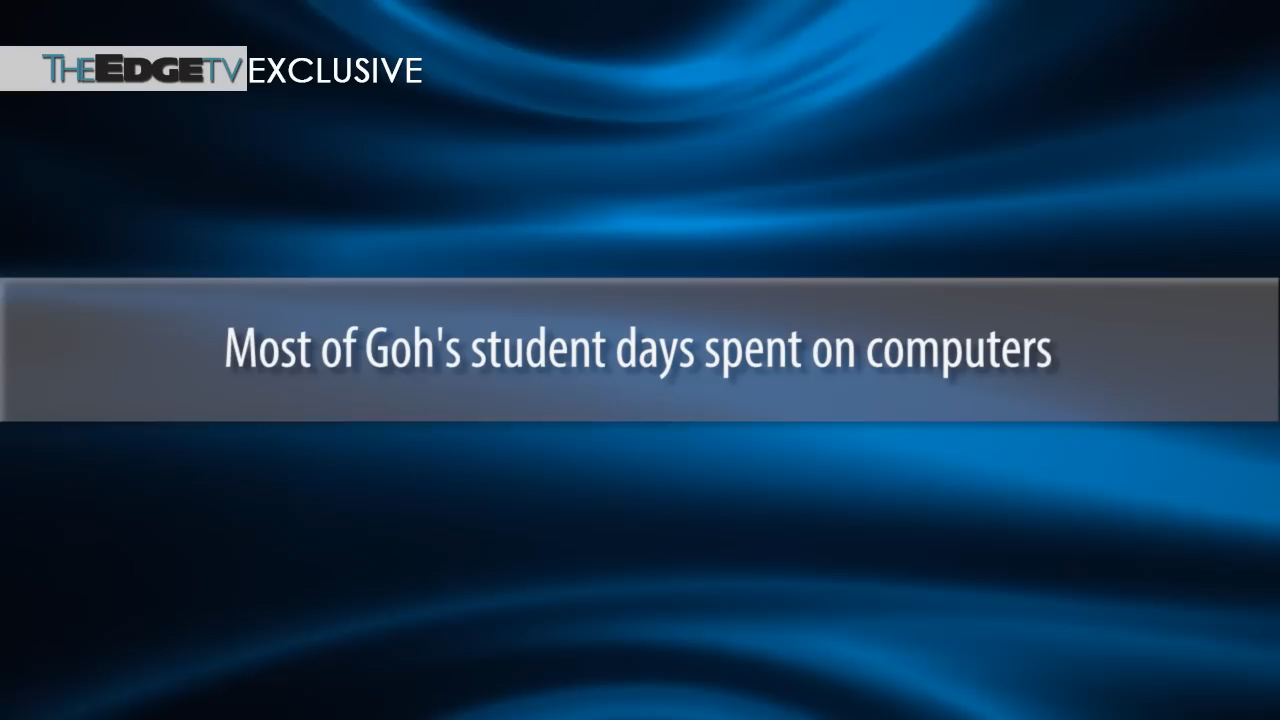 THEEDGETV EXCLUSIVE
Most of Goh's student days spent on computers